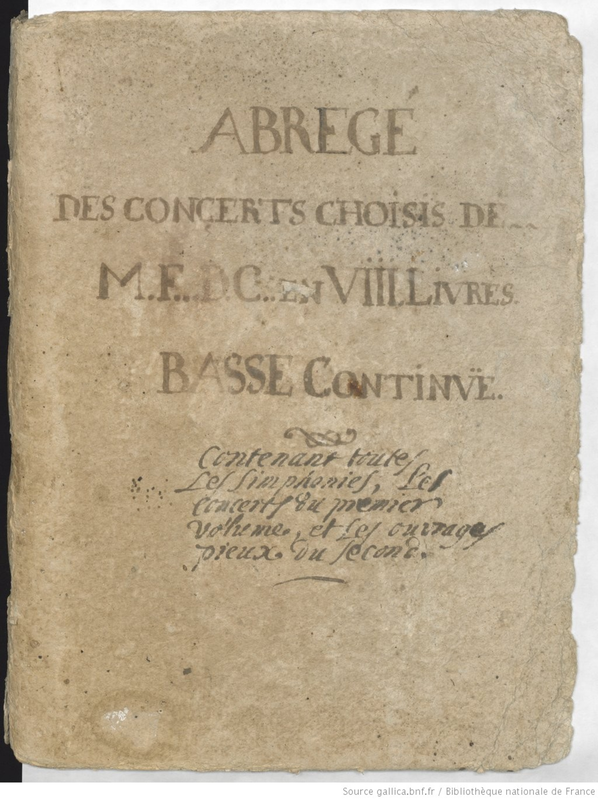 ABREGÉ
DES CONCERTS CHOISIS DE...
M.F...D.C.. EN VIIII. LIVRES.
BASSE CONTINVË.
Contenant toutes
Les simphonies, Les
Concerts du premier
volume, et Les ouvrages
pieux du second.
Source gallica.bnf.fr / Bibliothèque nationale de France